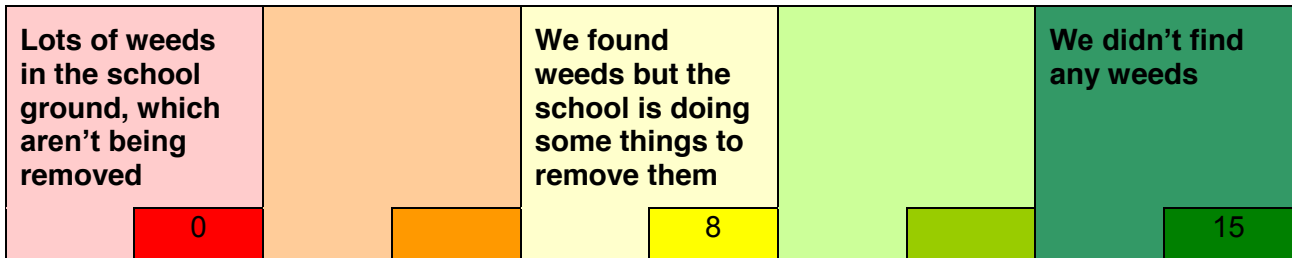 Lots of weeds
in the school
ground, which
aren't being
removed
0
We found
weeds but the
school is doing
some things to
remove them
8
We didn't find
any weeds
15